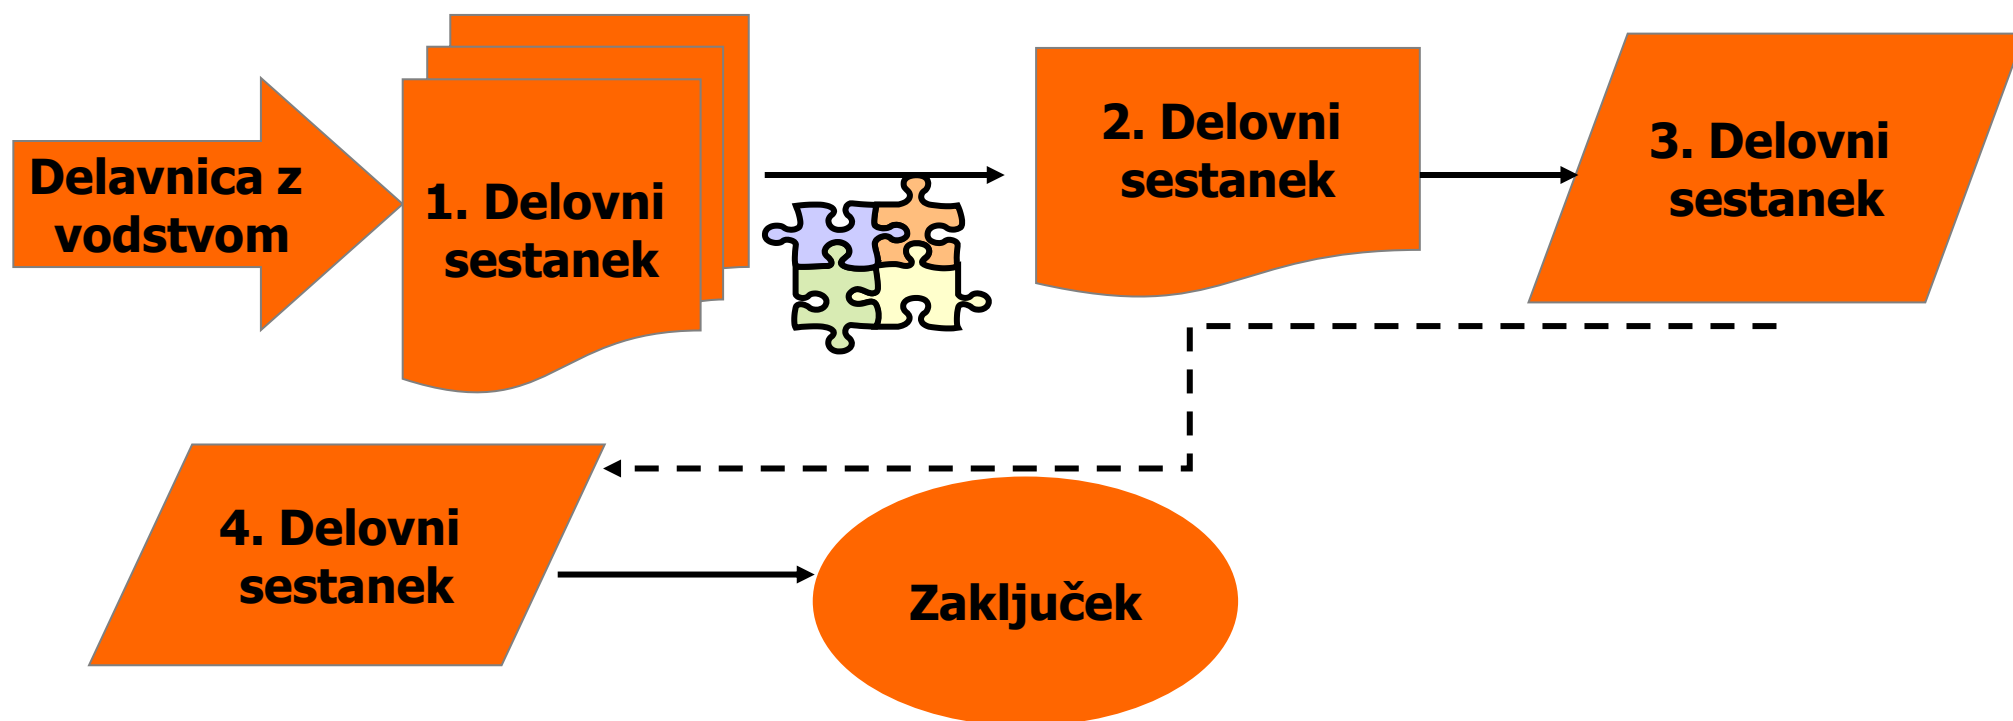 Delavnica z
vodstvom
1. Delovni
sestanek
2. Delovni
sestanek
3. Delovni
sestanek
4. Delovni
sestanek
Zaključek